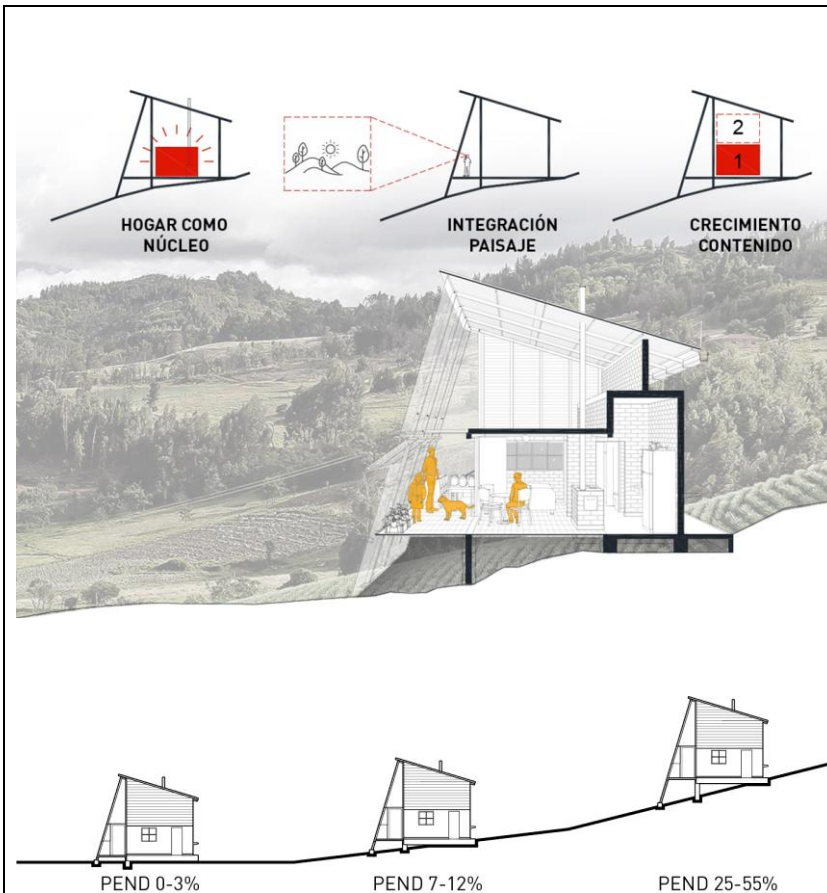 2
1
HOGAR COMO
NÚCLEO
INTEGRACIÓN
PAISAJE
CRECIMIENTO
CONTENIDO
PEND 0-3%
PEND 7-12%
PEND 25-55%